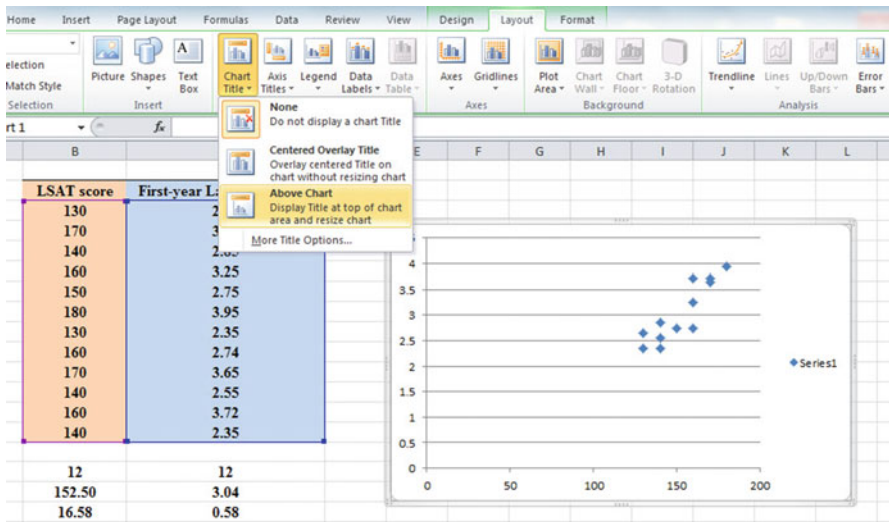 Home Insert Page Layout Formulas Data Review View Design Layout Format
election
Match Style
Selection
Picture Shapes Text Box
Insert
Chart Title Axis Titles Legend Data Labels Data Table
Axes Gridlines
Axes
Plot Area Chart Wall Chart Floor 3-D Rotation
Background
Trendline Lines Up/Down Bars Error Bars
Analysis
None
Do not display a chart Title
Centered Overlay Title
Overlay centered Title on
chart without resizing chart
Above Chart
Display Title at top of chart
area and resize chart
More Title Options...
rt 1 fx
B E F G H I J K L
LSAT score First-year L
130 2
170 3
140
160 3.25
150 2.75
180 3.95
130 2.35
160 2.74
170 3.65
140 2.55
160 3.72
140 2.35
12 12
152.50 3.04
16.58 0.58
4
3.5
3
2.5
2
1.5
1
0.5
0
0 50 100 150 200
Series1